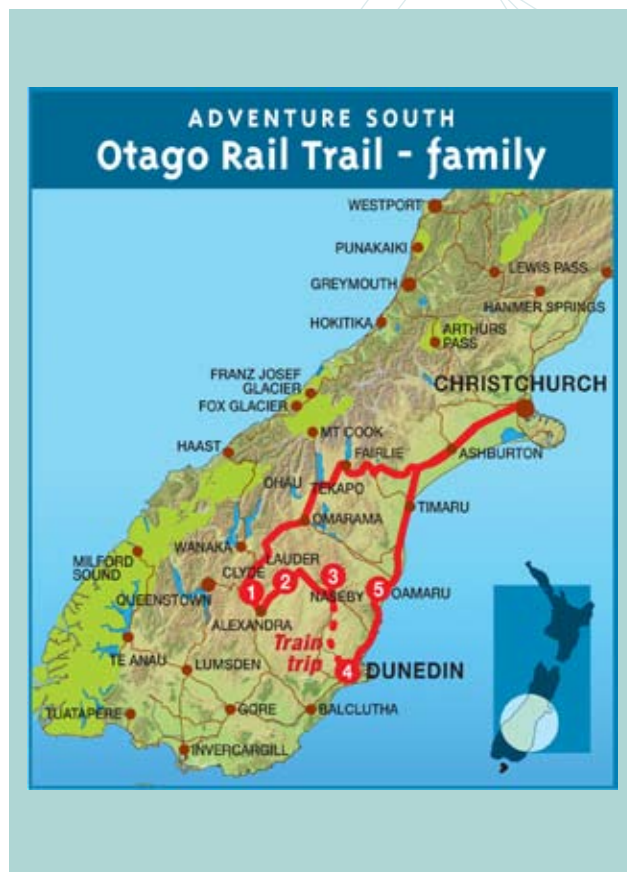 ADVENTURE SOUTH
Otago Rail Trail - family
WESTPORT
PUNAKAIKI
LEWIS PASS
GREYMOUTH
HANMER SPRINGS
HOKITIKA
ARTHURS
PASS
FRANZ JOSEF
GLACIER
CHRISTCHURCH
FOX GLACIER
MT COOK
HAAST
FAIRLIE
ASHBURTON
OHAU
TEKAPO
TIMARU
OMARAMA
WANAKA
MILFORD
SOUND
LAUDER
CLYDE
1
2
3
5
QUEENSTOWN
NASEBY
OAMARU
ALEXANDRA
Train
trip
TE ANAU
LUMSDEN
4
DUNEDIN
TUATAPERE
GORE
BALCLUTHA
INVERCARGILL